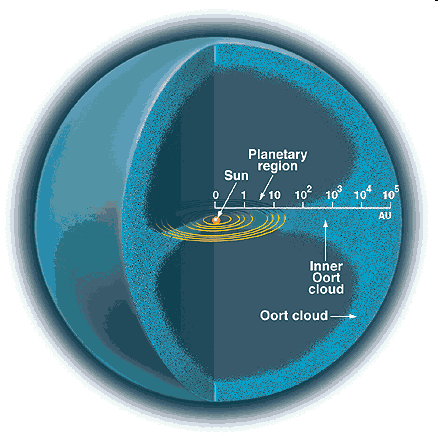 Planetary
region
Sun
0 1 10 10² 10³ 10⁴ 10⁵
AU
Inner
Oort
cloud
Oort cloud